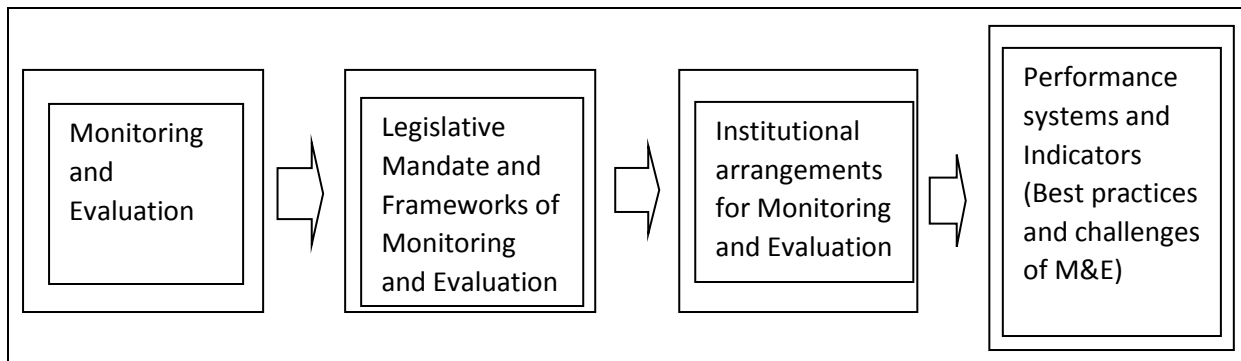 Monitoring
and
Evaluation
Legislative
Mandate and
Frameworks of
Monitoring
and Evaluation
Institutional
arrangements
for Monitoring
and Evaluation
Performance
systems and
Indicators
(Best practices
and challenges
of M&E)